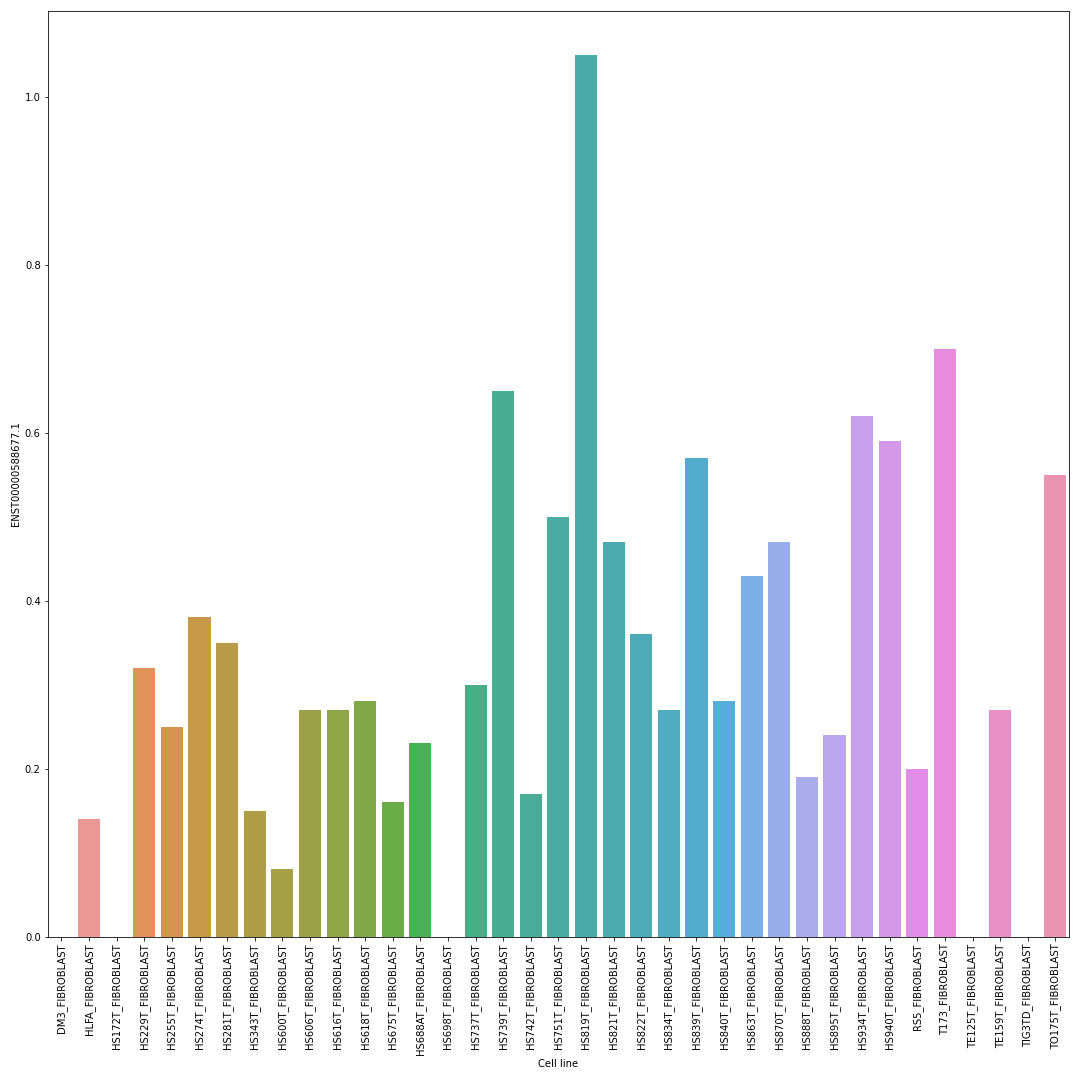 ENST00000588677.1
1.0
0.8
0.6
0.4
0.2
0.0
DM3_FIBROBLAST
HLFA_FIBROBLAST
HS172T_FIBROBLAST
HS229T_FIBROBLAST
HS255T_FIBROBLAST
HS274T_FIBROBLAST
HS281T_FIBROBLAST
HS343T_FIBROBLAST
HS600T_FIBROBLAST
HS606T_FIBROBLAST
HS616T_FIBROBLAST
HS618T_FIBROBLAST
HS675T_FIBROBLAST
HS688AT_FIBROBLAST
HS698T_FIBROBLAST
HS737T_FIBROBLAST
HS739T_FIBROBLAST
HS742T_FIBROBLAST
HS751T_FIBROBLAST
HS819T_FIBROBLAST
HS821T_FIBROBLAST
HS822T_FIBROBLAST
HS834T_FIBROBLAST
HS839T_FIBROBLAST
HS840T_FIBROBLAST
HS863T_FIBROBLAST
HS870T_FIBROBLAST
HS888T_FIBROBLAST
HS895T_FIBROBLAST
HS934T_FIBROBLAST
HS940T_FIBROBLAST
RS5_FIBROBLAST
T173_FIBROBLAST
TE125T_FIBROBLAST
TE159T_FIBROBLAST
TIG3TD_FIBROBLAST
TO175T_FIBROBLAST
Cell line